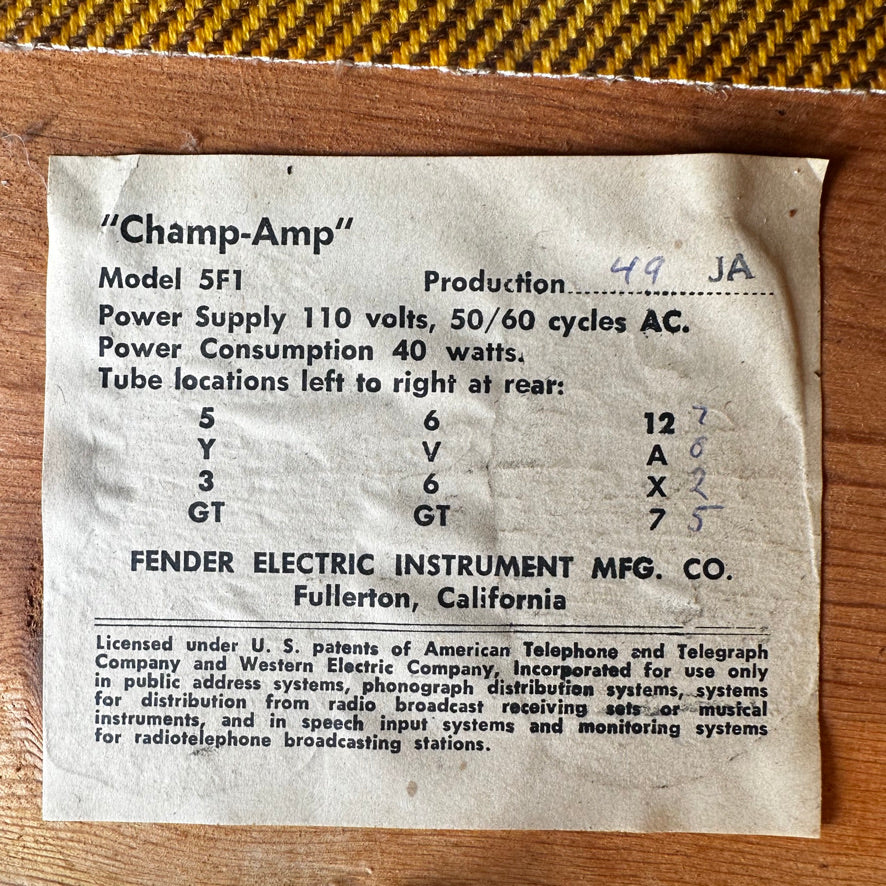 "Champ-Amp"
Model 5F1 Production 49 JA
Power Supply 110 volts, 50/60 cycles AC.
Power Consumption 40 watts.
Tube locations left to right at rear:
5 6 12 7
Y V A 0
3 6 X 2
GT GT 7 5
FENDER ELECTRIC INSTRUMENT MFG. CO.
Fullerton, California
Licensed under U. S. patents of American Telephone and Telegraph
Company and Western Electric Company, Incorporated for use only
in public address systems, phonograph distribution systems, systems
for distribution from radio broadcast receiving sets or musical
instruments, and in speech input systems and monitoring systems
for radiotelephone broadcasting stations.